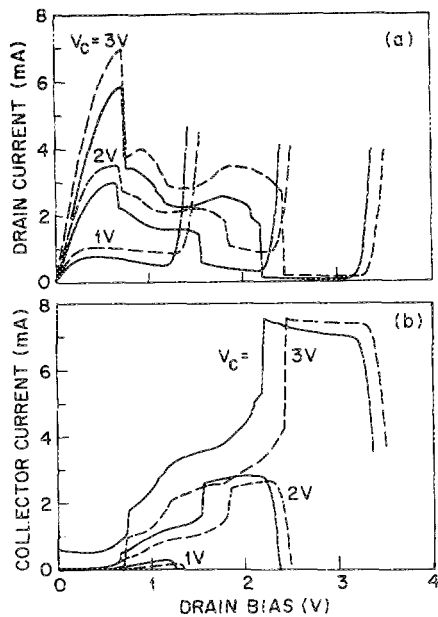 (a)
V_C = 3V
2V
1V
DRAIN CURRENT (mA)
8
6
4
2
0
(b)
V_C =
3V
2V
1V
COLLECTOR CURRENT (mA)
8
6
4
2
0
0
1
2
3
4
DRAIN BIAS (V)